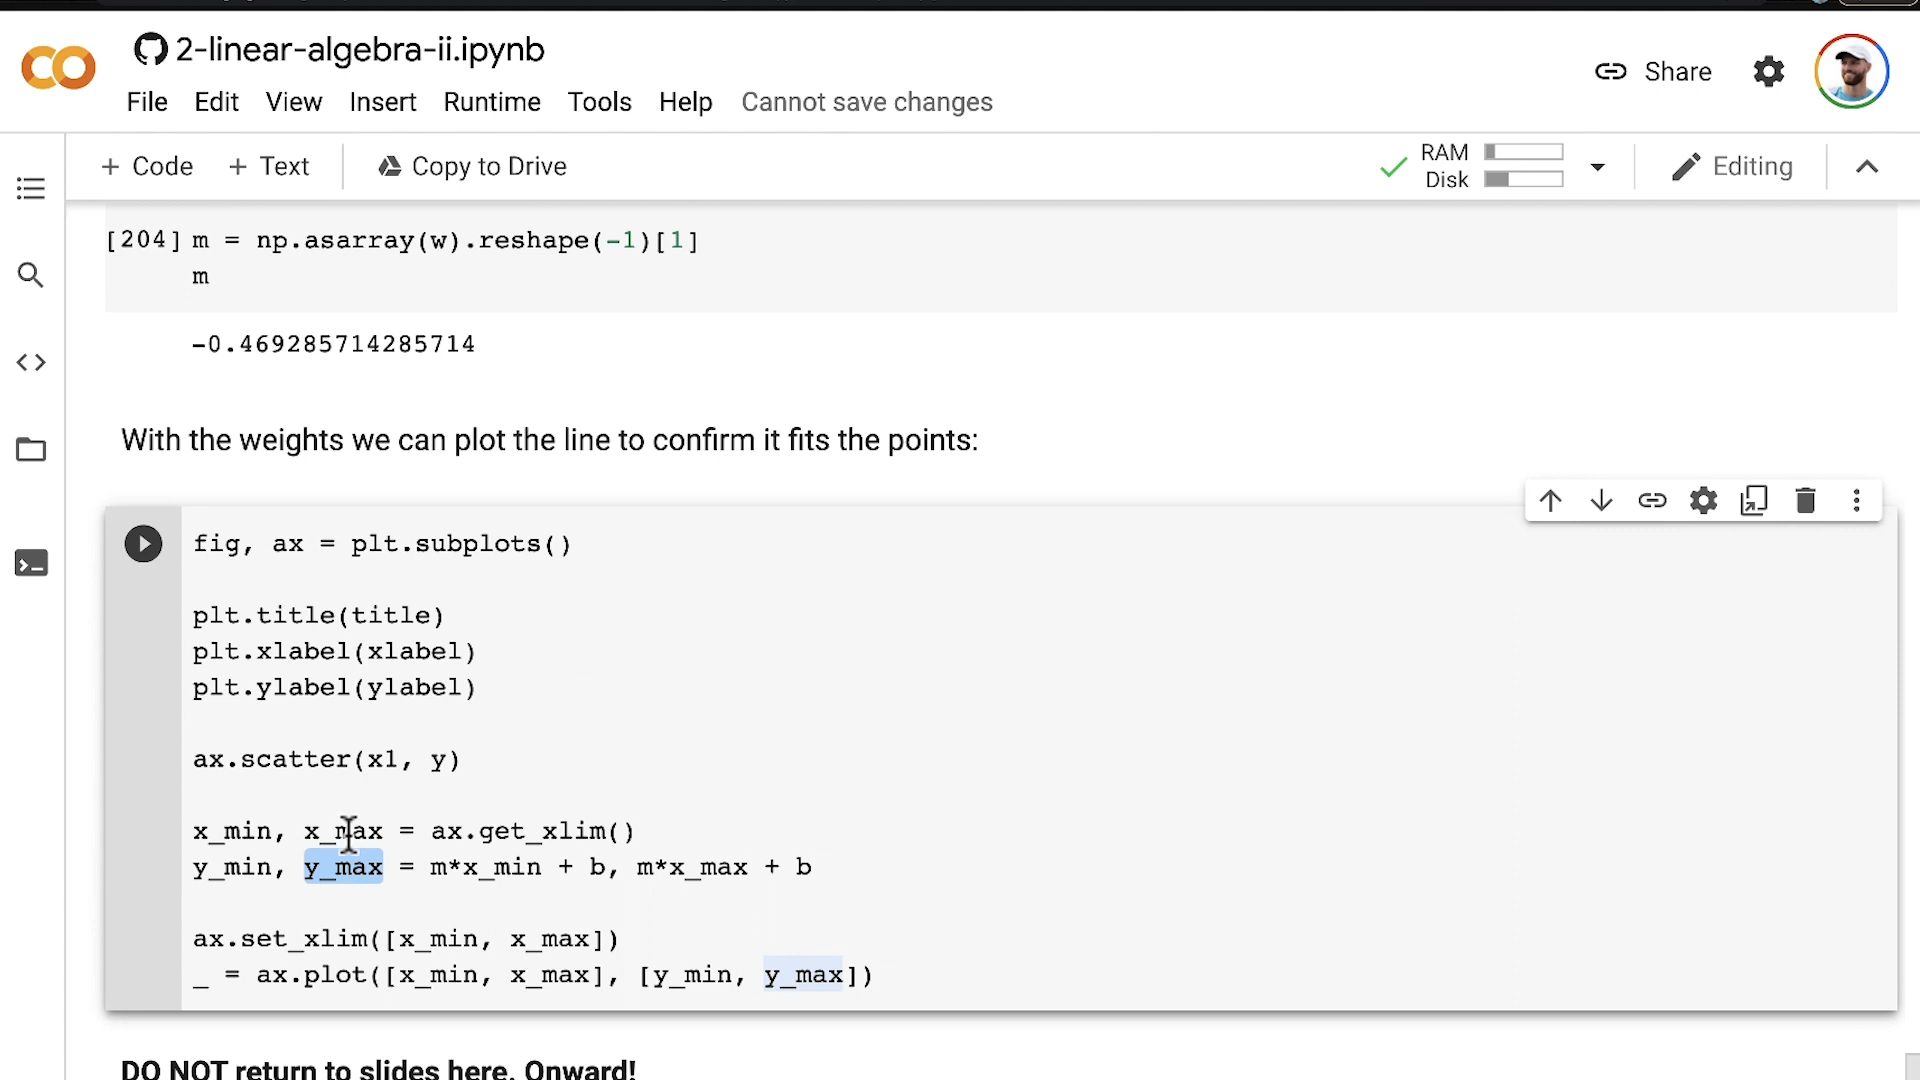 2-linear-algebra-ii.ipynb
Share
File Edit View Insert Runtime Tools Help Cannot save changes
+ Code + Text Copy to Drive
RAM
Disk
Editing
[204] m = np.asarray(w).reshape(-1)[1]
m
-0.469285714285714
With the weights we can plot the line to confirm it fits the points:
fig, ax = plt.subplots()
plt.title(title)
plt.xlabel(xlabel)
plt.ylabel(ylabel)
ax.scatter(x1, y)
x_min, x_max = ax.get_xlim()
y_min, y_max = m*x_min + b, m*x_max + b
ax.set_xlim([x_min, x_max])
_ = ax.plot([x_min, x_max], [y_min, y_max])
DO NOT return to slides here. Onward!